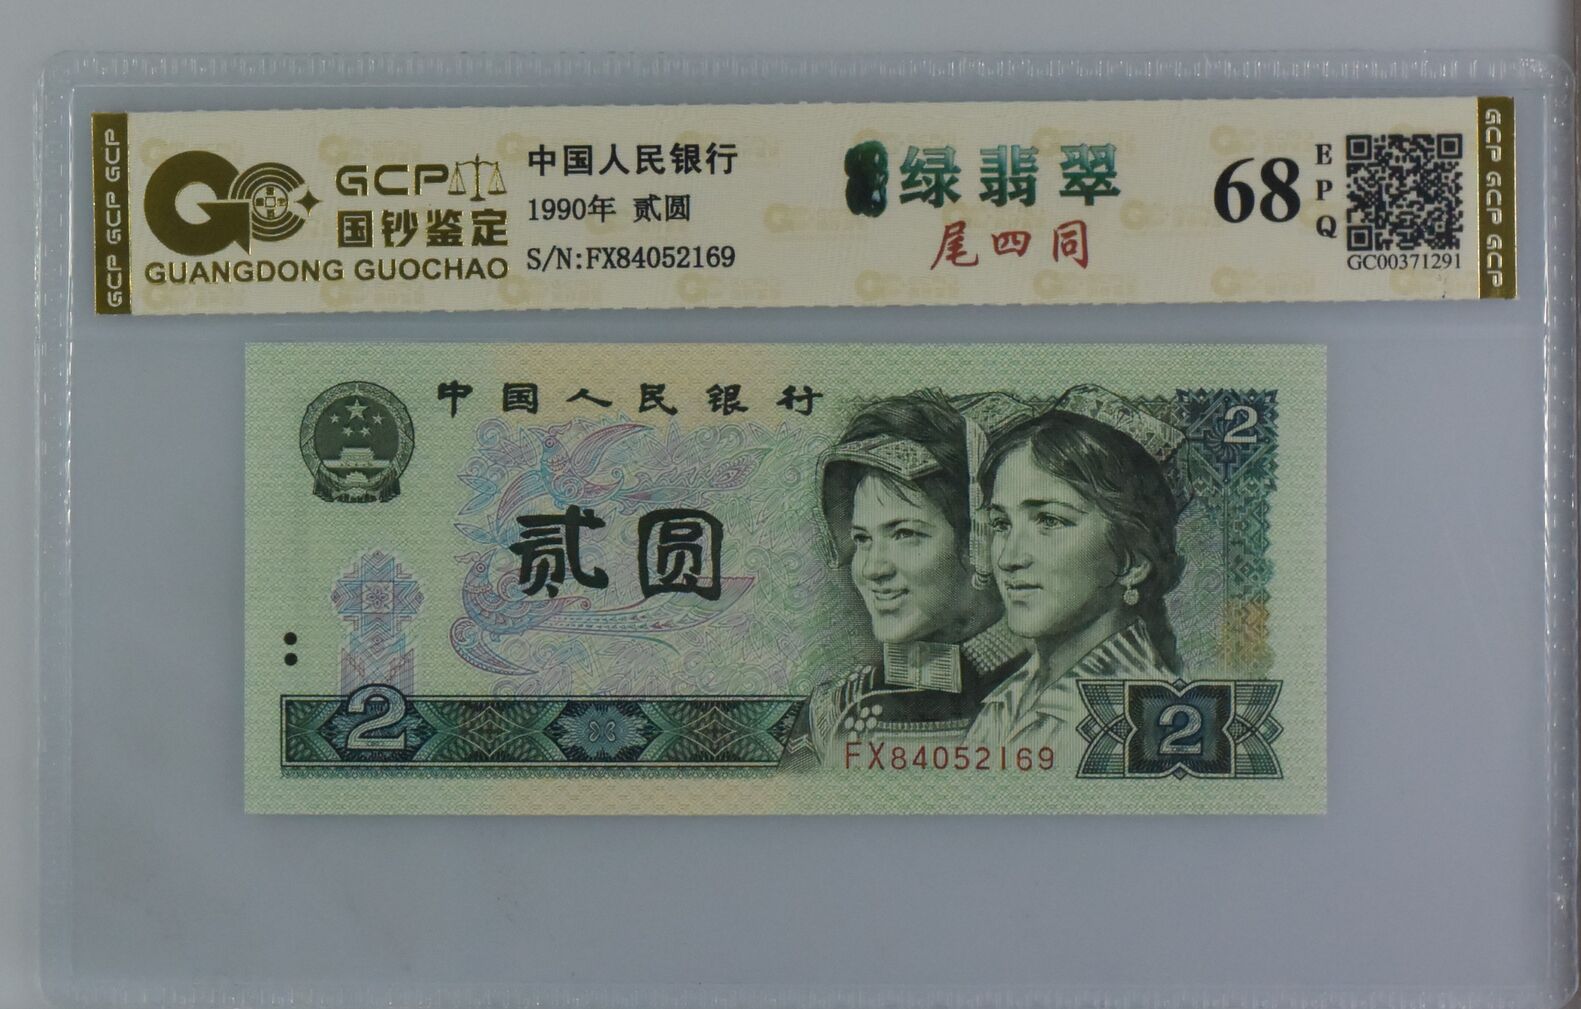 GCP GCP GCP
GCP
国钞鉴定
GUANGDONG GUOCHAO
中国人民银行
1990年 贰圆
S/N:FX84052169
绿翡翠
尾四同
68
EPQ
GC00371291
GCP GCP GCP
中国人民银行
2
贰圆
2
FX84052169
2